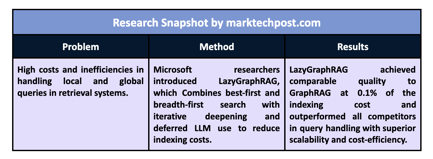 Research Snapshot by marktechpost.com
Problem
Method
Results
High costs and inefficiencies in
handling local and global
queries in retrieval systems.
Microsoft researchers
introduced LazyGraphRAG,
which Combines best-first and
breadth-first search with
iterative deepening and
deferred LLM use to reduce
indexing costs.
LazyGraphRAG achieved
comparable quality to
GraphRAG at 0.1% of the
indexing cost and
outperformed all competitors
in query handling with superior
scalability and cost-efficiency.